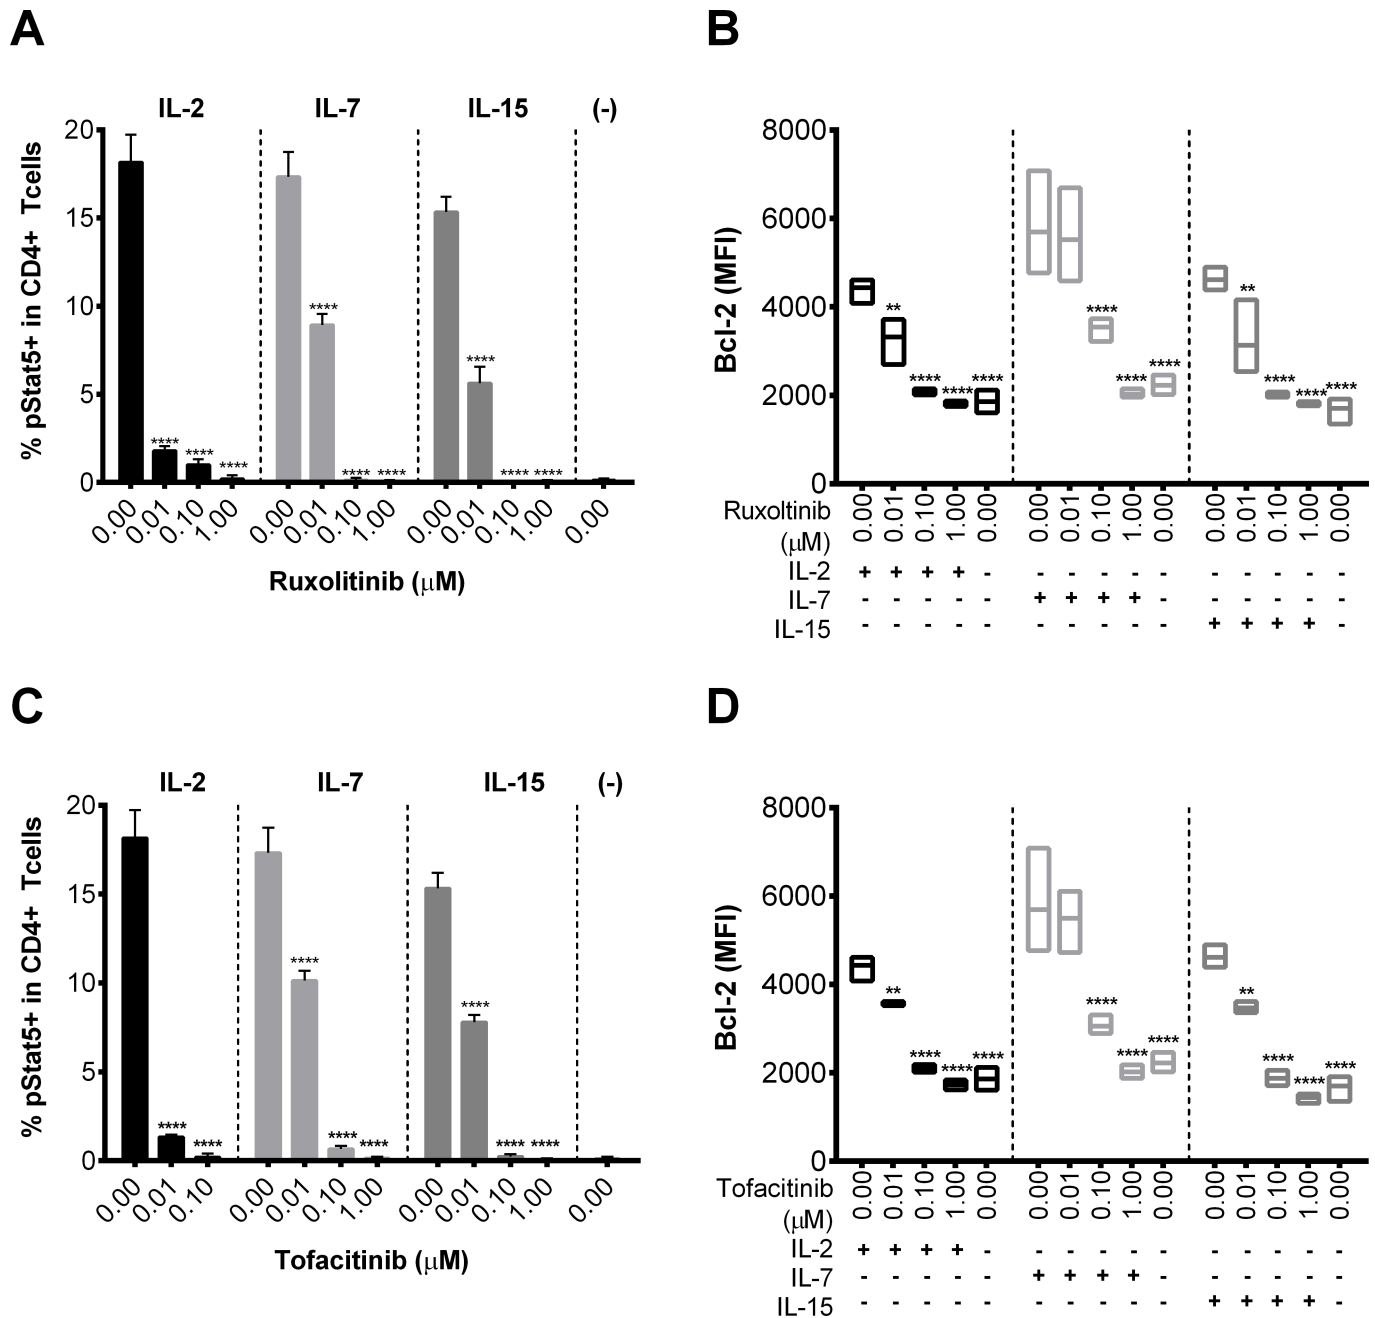 A
IL-2 IL-7 IL-15 (-)
% pStat5+ in CD4+ Tcells
20
15
10
5
0
**** **** **** **** **** **** **** **** ****
0.00 0.01 0.10 1.00 0.00 0.01 0.10 1.00 0.00 0.01 0.10 1.00 0.00
Ruxolitinib (μM)
B
Bcl-2 (MFI)
8000
6000
4000
2000
0
** **** **** **** **** **** **** ** **** **** ****
Ruxoltinib 0.00 0.011 0.10 1.00 0.00 0.00 0.01 0.10 1.00 0.00 0.00 0.01 0.10 1.00 0.00
(μM)
IL-2 + + + + - - - - - - - - - - -
IL-7 - - - - - + + + + - - - - - -
IL-15 - - - - - - - - - - + + + + -
C
IL-2 IL-7 IL-15 (-)
% pStat5+ in CD4+ Tcells
20
15
10
5
0
**** **** **** **** **** **** **** ****
0.00 0.01 0.10 0.00 0.01 0.10 1.00 0.00 0.01 0.10 1.00 0.00
Tofacitinib (μM)
D
Bcl-2 (MFI)
8000
6000
4000
2000
0
** **** **** **** **** **** **** ** **** **** ****
Tofacitinib 0.00 0.01 0.10 1.00 0.00 0.00 0.01 0.10 1.00 0.00 0.00 0.01 0.10 1.00 0.00
(μM)
IL-2 + + + + - - - - - - - - - - -
IL-7 - - - - - + + + + - - - - - -
IL-15 - - - - - - - - - - + + + + -